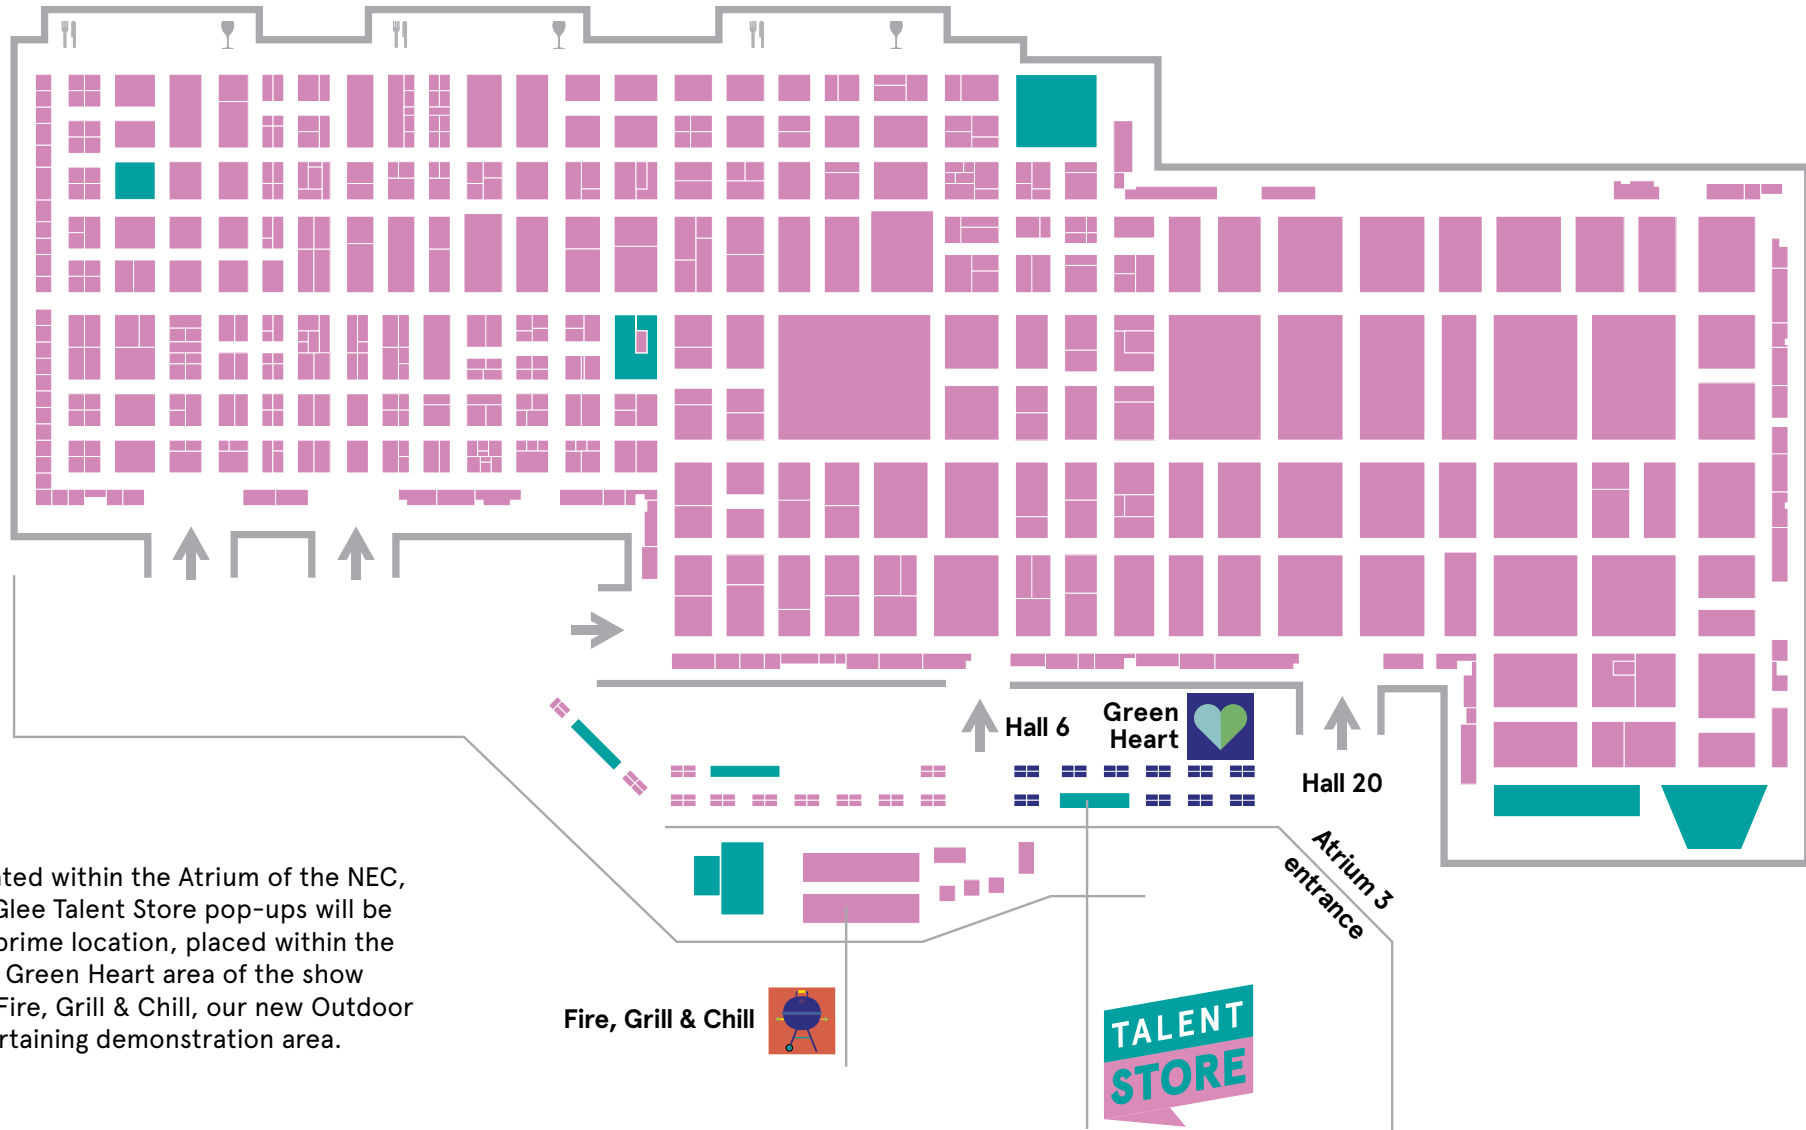 Hall 6
Green
Heart
Hall 20
Atrium 3
entrance
ted within the Atrium of the NEC,
Glee Talent Store pop-ups will be
prime location, placed within the
Green Heart area of the show
Fire, Grill & Chill, our new Outdoor
rtaining demonstration area.
Fire, Grill & Chill
TALENT
STORE